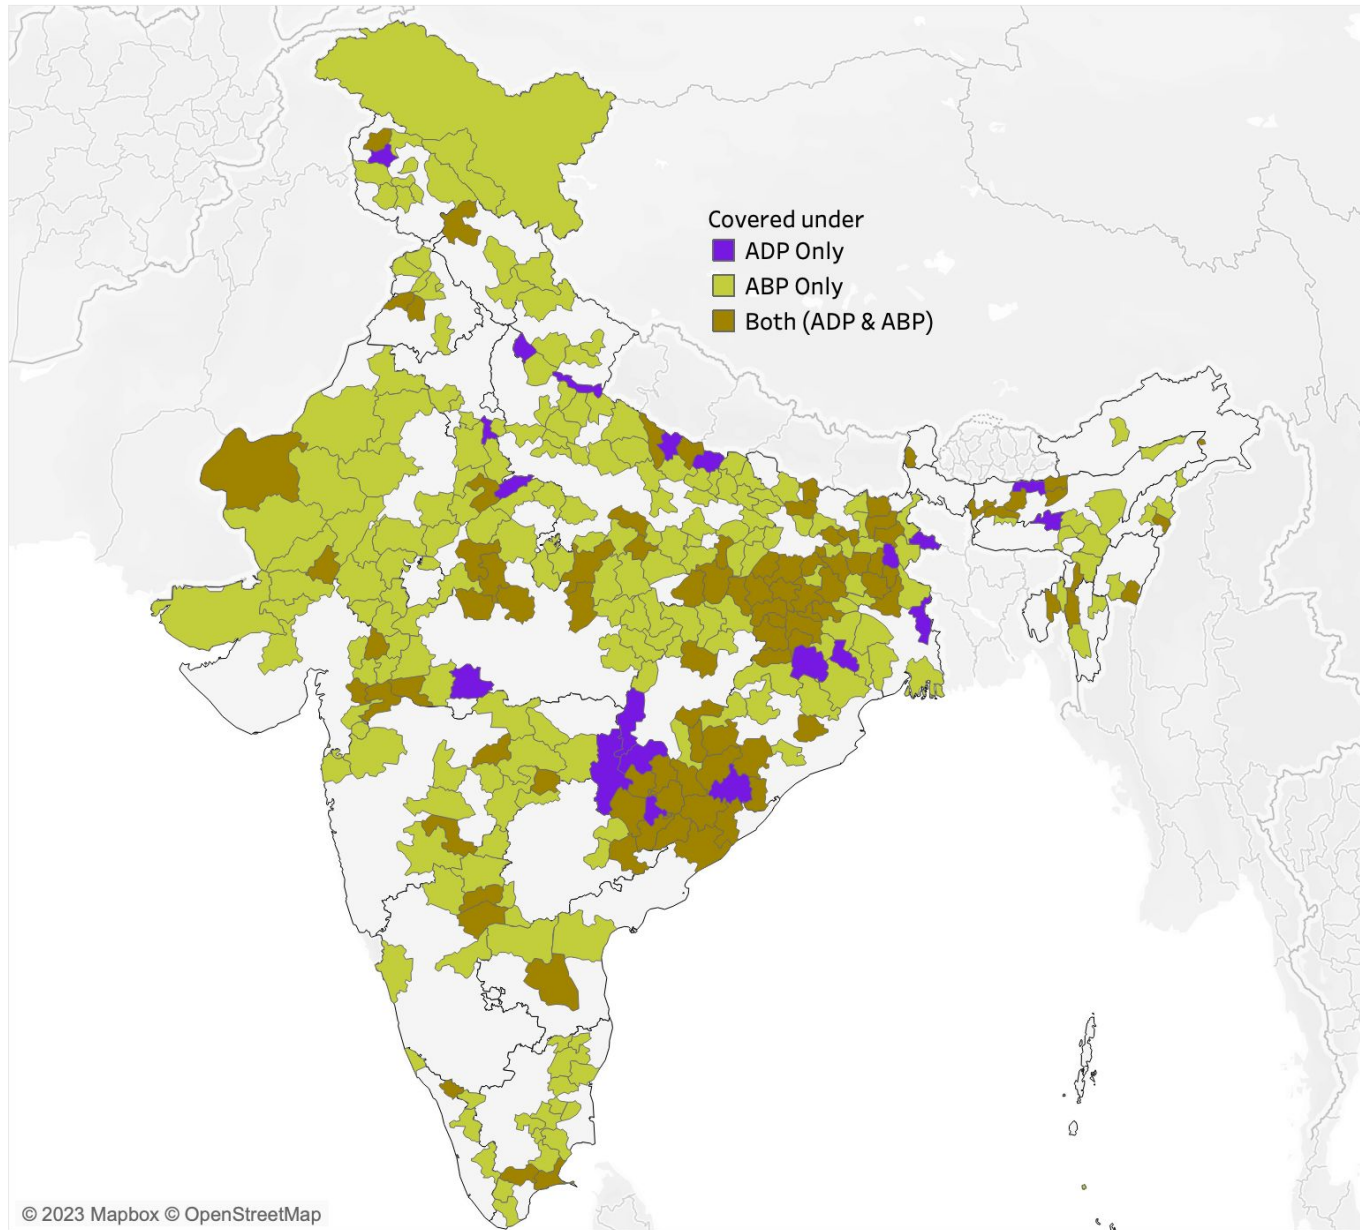 Covered under
ADP Only
ABP Only
Both (ADP & ABP)
© 2023 Mapbox © OpenStreetMap